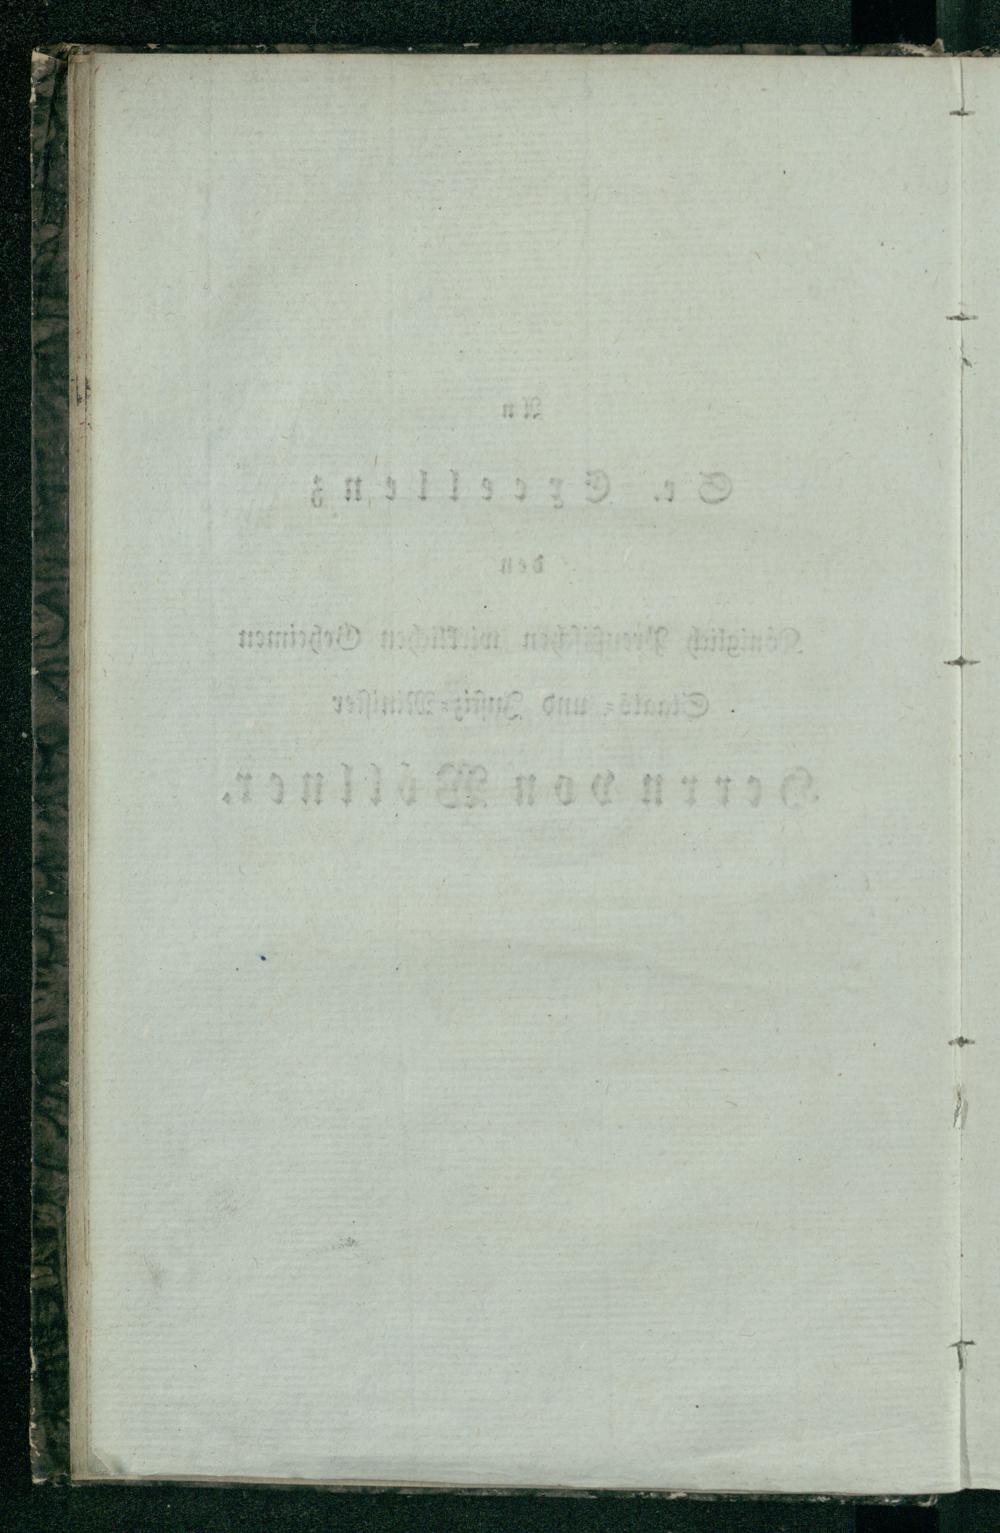 An
Se. Excellenz
den
Königlich Preußischen wirklichen Geheimen
Staats- und Justiz-Minister
Herrn von Wöllner.